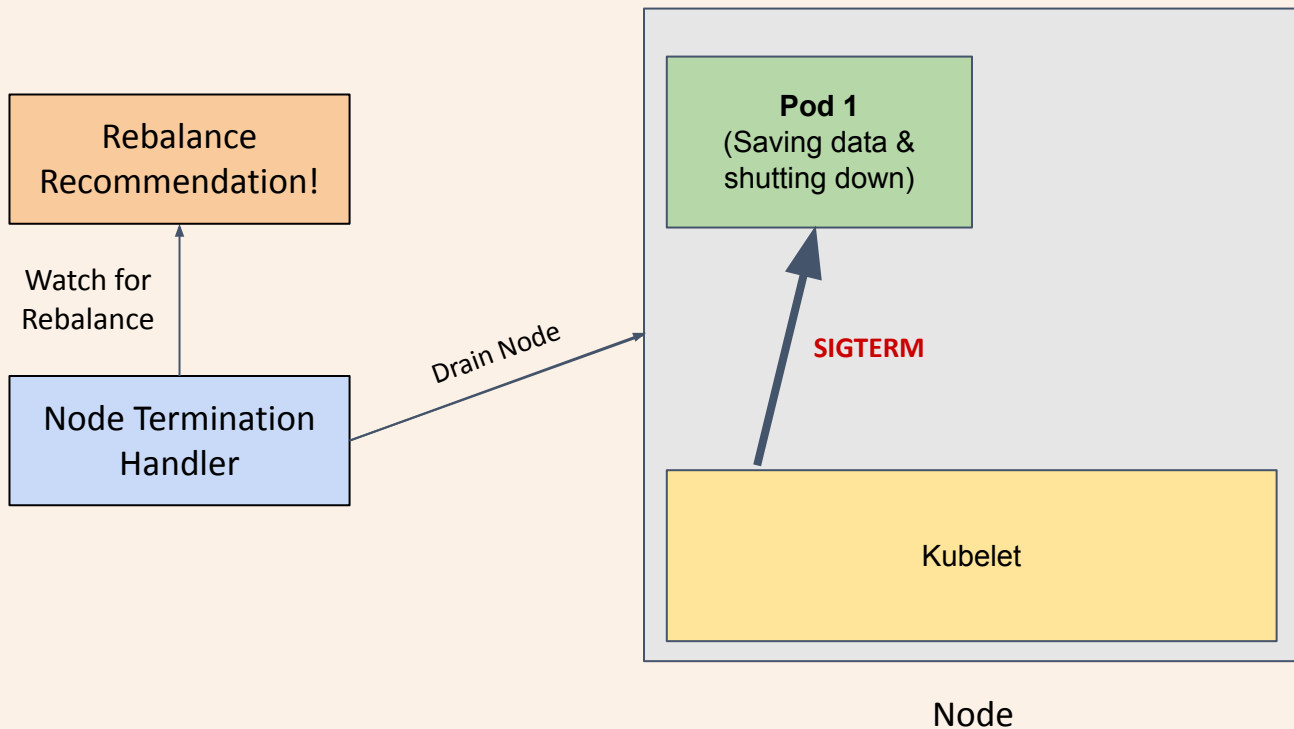 Rebalance
Recommendation!
Watch for
Rebalance
Node Termination
Handler
Drain Node
Pod 1
(Saving data &
shutting down)
SIGTERM
Kubelet
Node